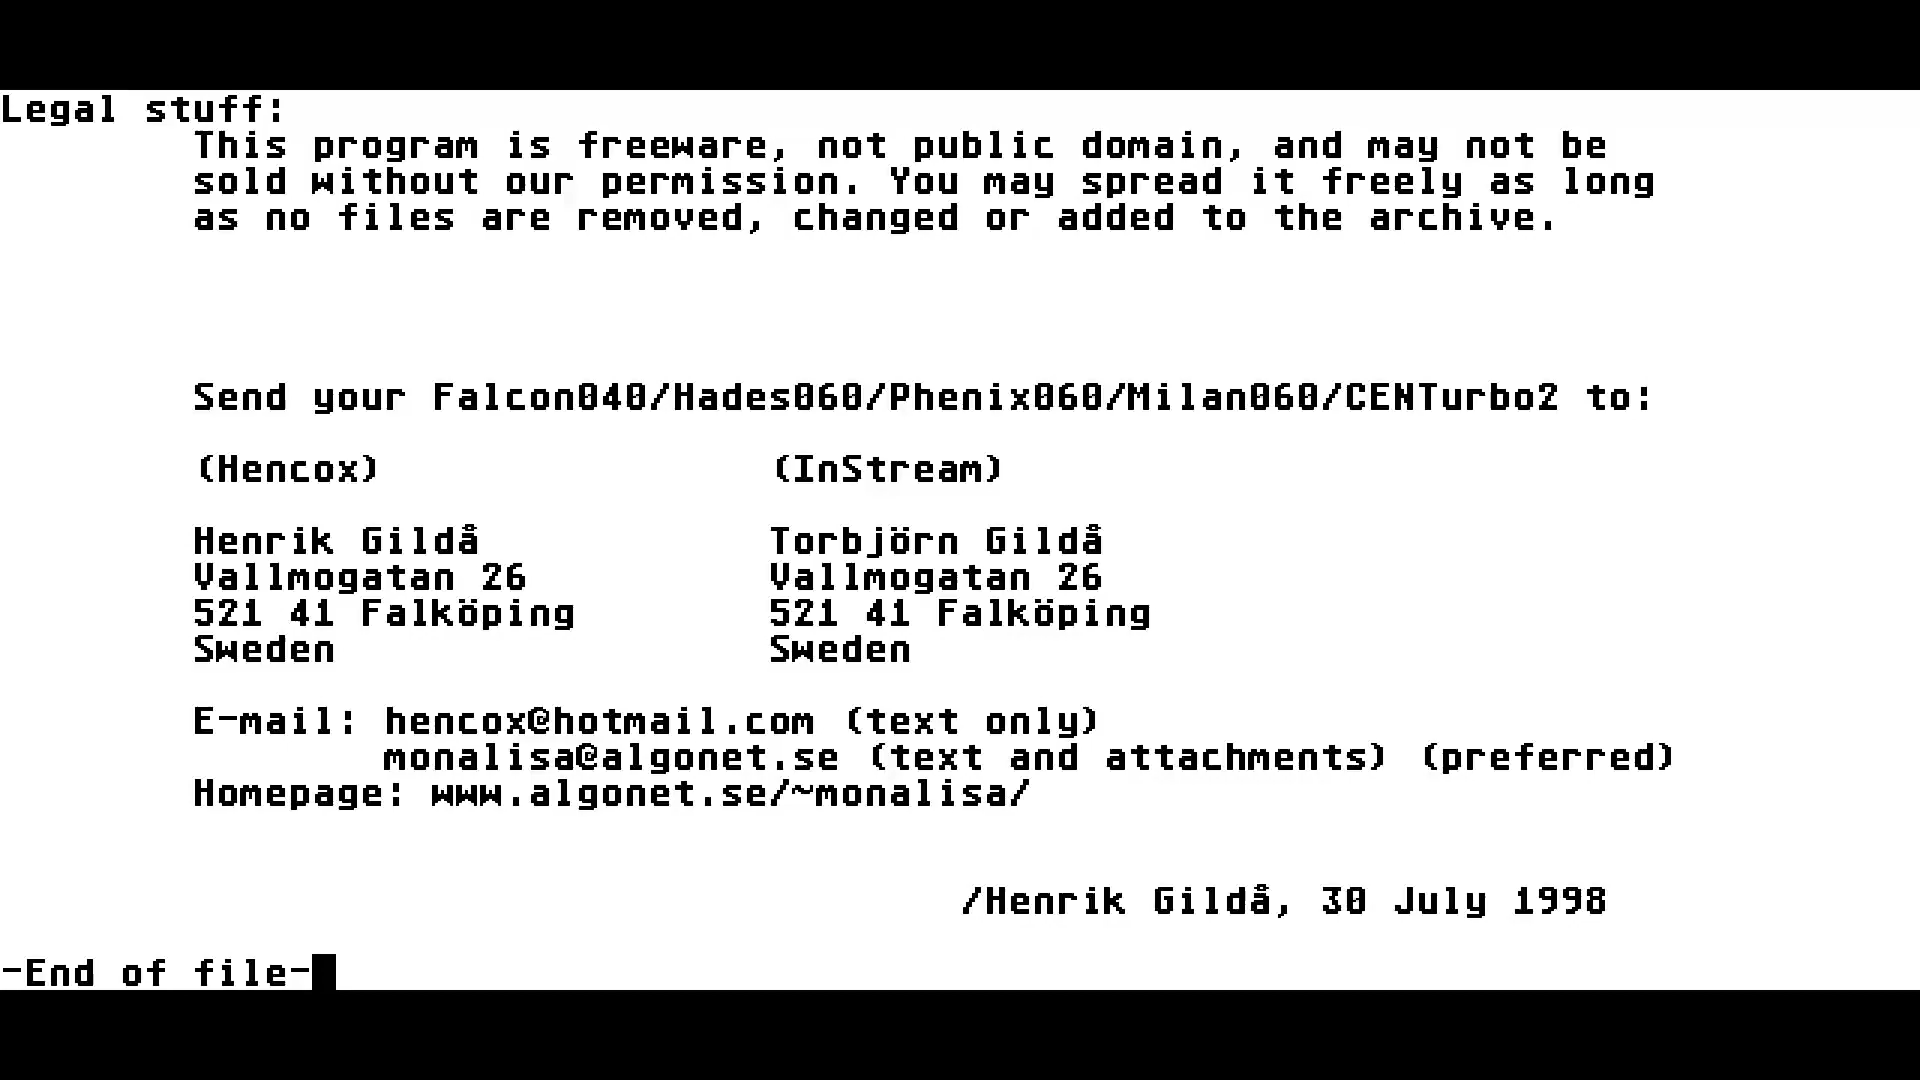 Legal stuff:
This program is freeware, not public domain, and may not be
sold without our permission. You may spread it freely as long
as no files are removed, changed or added to the archive.
Send your Falcon040/Hades060/Phenix060/Milan060/CENTurbo2 to:
(Hencox) (InStream)
Henrik Gildå Torbjörn Gildå
Vallmogatan 26 Vallmogatan 26
521 41 Falköping 521 41 Falköping
Sweden Sweden
E-mail: hencox@hotmail.com (text only)
monalisa@algonet.se (text and attachments) (preferred)
Homepage: www.algonet.se/~monalisa/
/Henrik Gildå, 30 July 1998
-End of file-